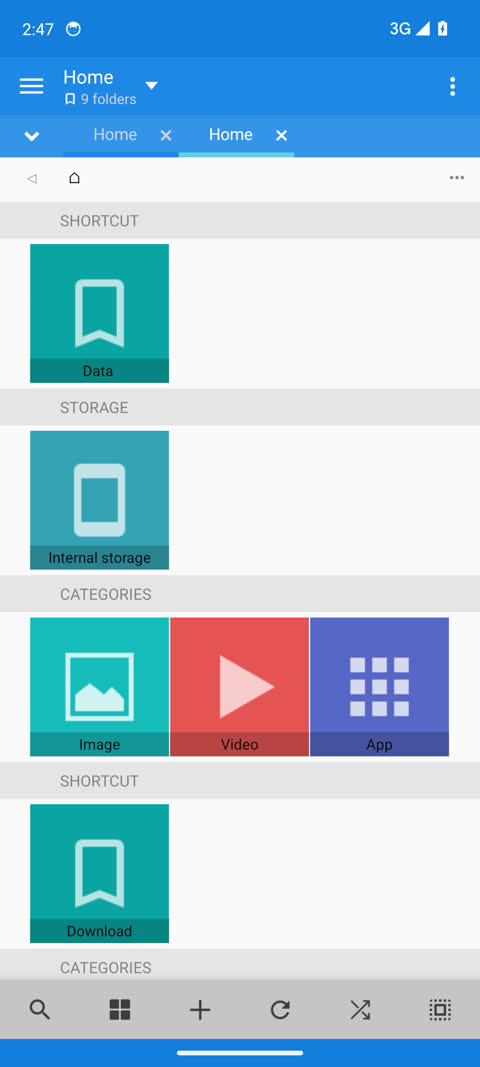 2:47
3G
Home
9 folders
Home
Home
SHORTCUT
Data
STORAGE
Internal storage
CATEGORIES
Image
Video
App
SHORTCUT
Download
CATEGORIES